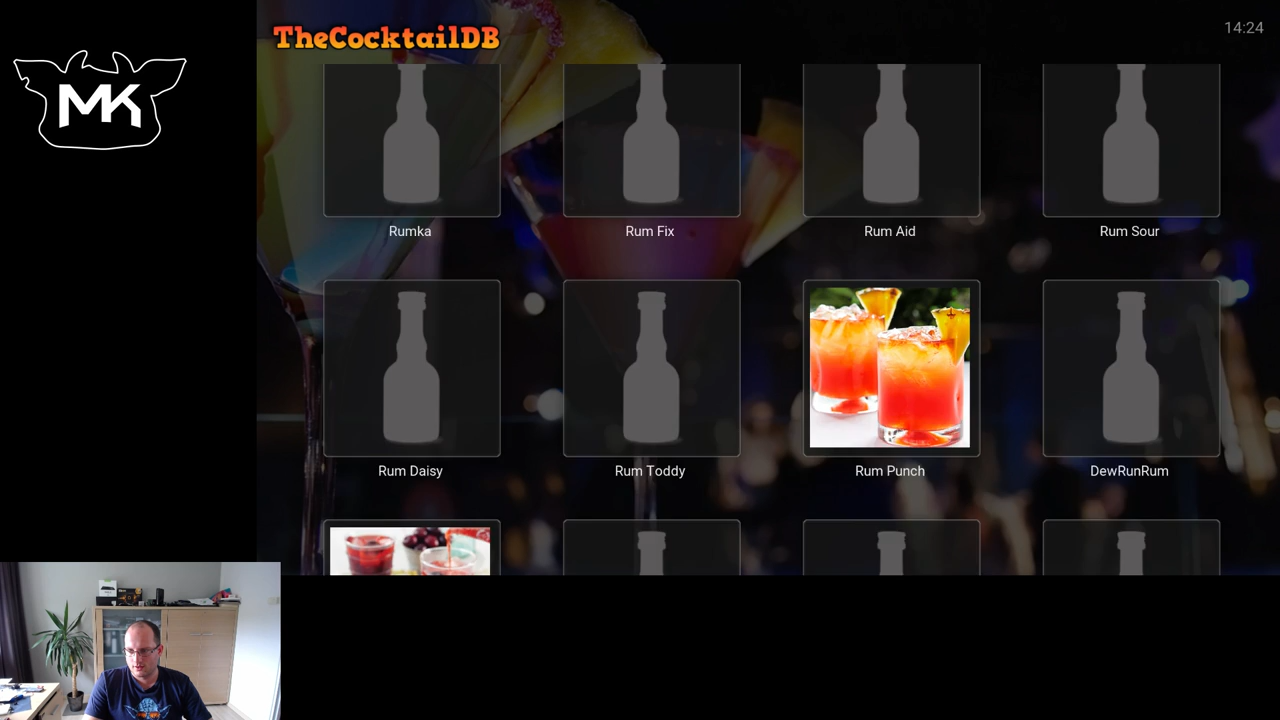 TheCocktailDB
14:24
MK
Rumka
Rum Fix
Rum Aid
Rum Sour
Rum Daisy
Rum Toddy
Rum Punch
DewRunRum